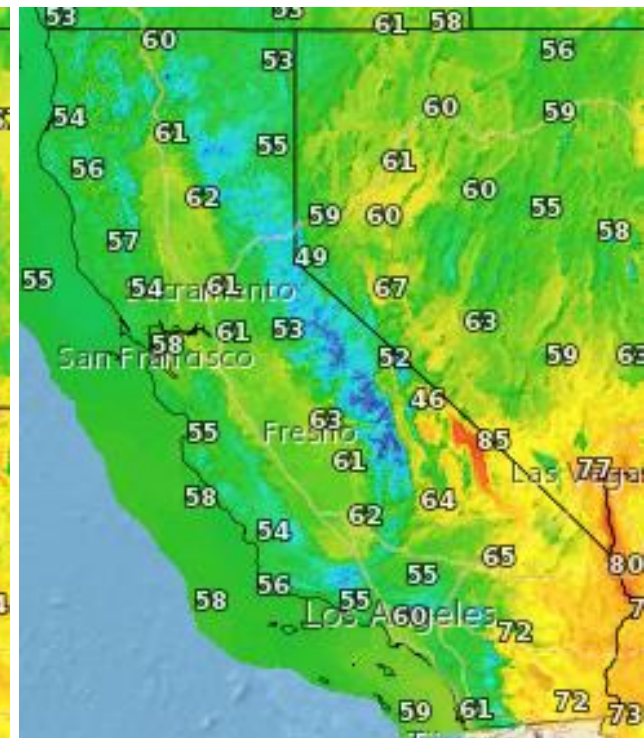 53 53 61 58
60 53 56
54 61 55 60 59
56 62 61 60 55
57 59 60 58
55 54 61 49 67
Sacramento
58 61 53 63 59 63
San Francisco 52
46
55 63 85
Fresno
61 77
Las Vegas
58 62 64
54 65 80
56 55 55
58 60
Los Angeles
72
59 61 72 73